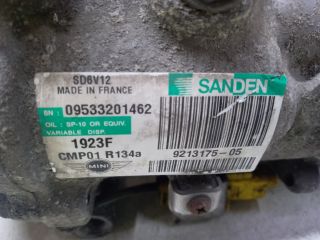 SD6V12
MADE IN FRANCE
SANDEN
SN : 09533201462
OIL : SP-10 OR EQUIV.
VARIABLE DISP.
1923F
CMP01 R134a
9213175-05
MINI